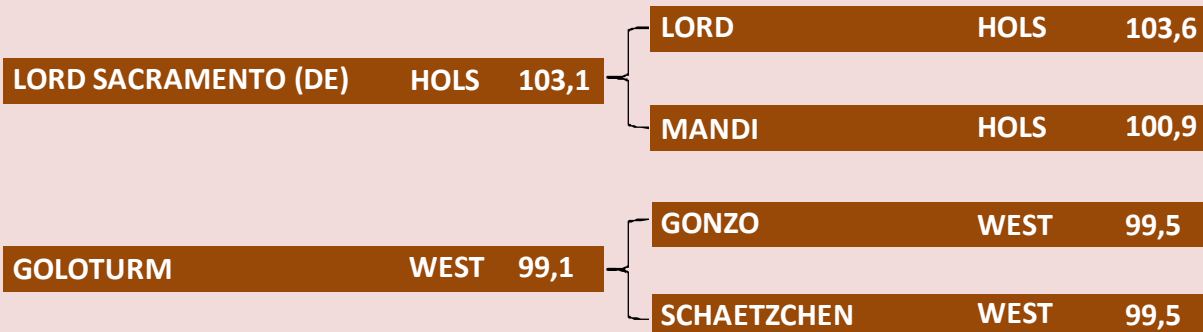 LORD HOLS 103,6
LORD SACRAMENTO (DE) HOLS 103,1
MANDI HOLS 100,9
GONZO WEST 99,5
GOLOTURM WEST 99,1
SCHAETZCHEN WEST 99,5